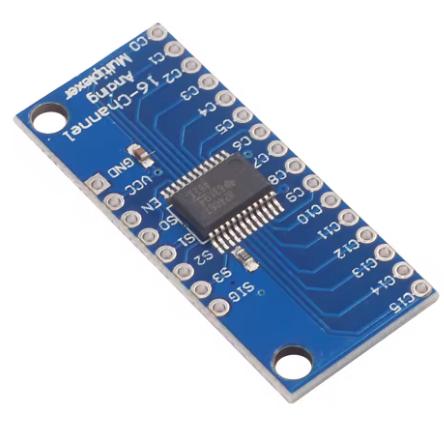 16-Channel
Analog
Multiplexer
C0
C1
C2
C3
C4
C5
C6
C7
C8
C9
C10
C11
C12
C13
C14
C15
GND
VCC
EN
S0
S1
S2
S3
SIG